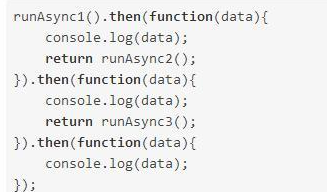 runAsync1().then(function(data){
    console.log(data);
    return runAsync2();
}).then(function(data){
    console.log(data);
    return runAsync3();
}).then(function(data){
    console.log(data);
});